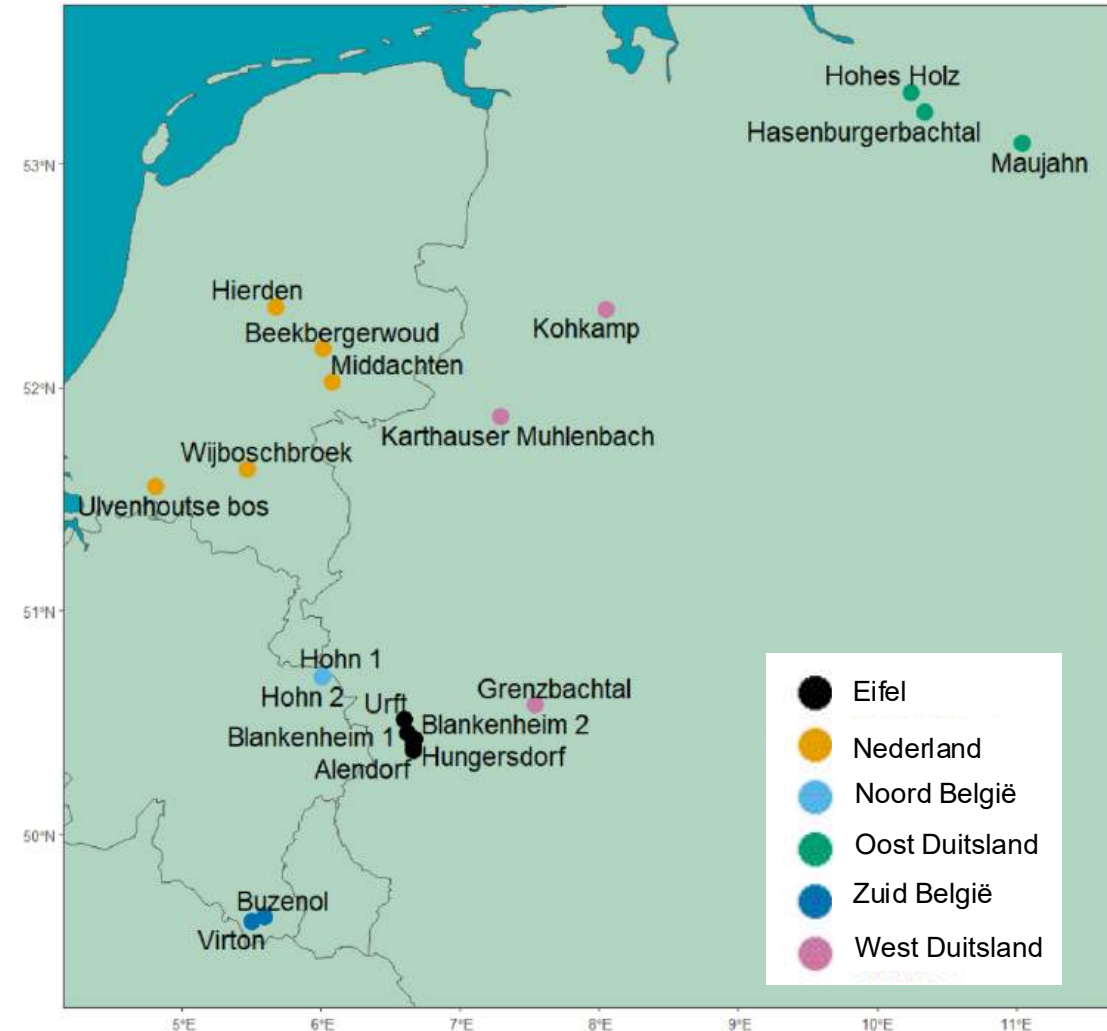 Hohes Holz
Hasenburgerbachtal
53°N
Maujahn
Hierden
Kohkamp
Beekbergerwoud
Middachten
52°N
Karthauser Muhlenbach
Wijboschbroek
Ulvenhoutse bos
51°N
Hohn 1
Hohn 2
Urft
Grenzbachtal
Blankenheim 2
Blankenheim 1
Hungersdorf
Alendorf
50°N
Buzenol
Virton
Eifel
Nederland
Noord België
Oost Duitsland
Zuid België
West Duitsland
5°E 6°E 7°E 8°E 9°E 10°E 11°E